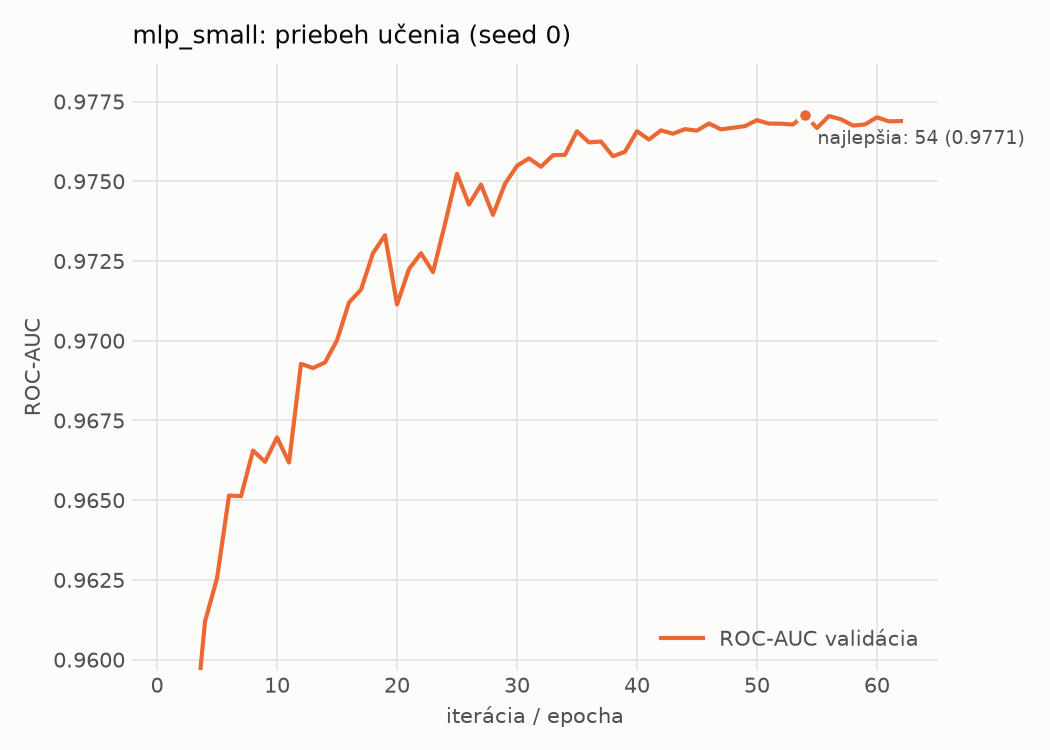 mlp_small: priebeh učenia (seed 0)
0.9775
0.9750
0.9725
0.9700
0.9675
0.9650
0.9625
0.9600
ROC-AUC
najlepšia: 54 (0.9771)
ROC-AUC validácia
0 10 20 30 40 50 60
iterácia / epocha